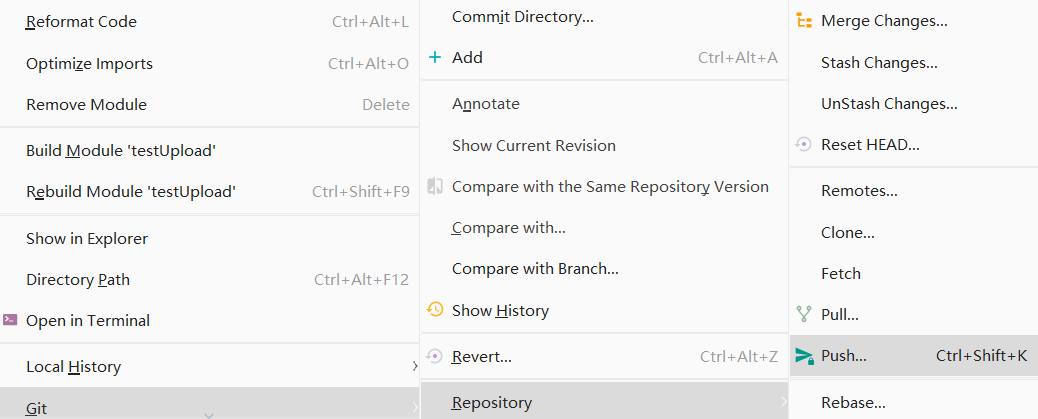 Reformat Code Ctrl+Alt+L
Optimize Imports Ctrl+Alt+O
Remove Module Delete
Build Module 'testUpload'
Rebuild Module 'testUpload' Ctrl+Shift+F9
Show in Explorer
Directory Path Ctrl+Alt+F12
Open in Terminal
Local History
Git
Commit Directory...
Add Ctrl+Alt+A
Annotate
Show Current Revision
Compare with the Same Repository Version
Compare with...
Compare with Branch...
Show History
Revert... Ctrl+Alt+Z
Repository
Merge Changes...
Stash Changes...
UnStash Changes...
Reset HEAD...
Remotes...
Clone...
Fetch
Pull...
Push... Ctrl+Shift+K
Rebase...